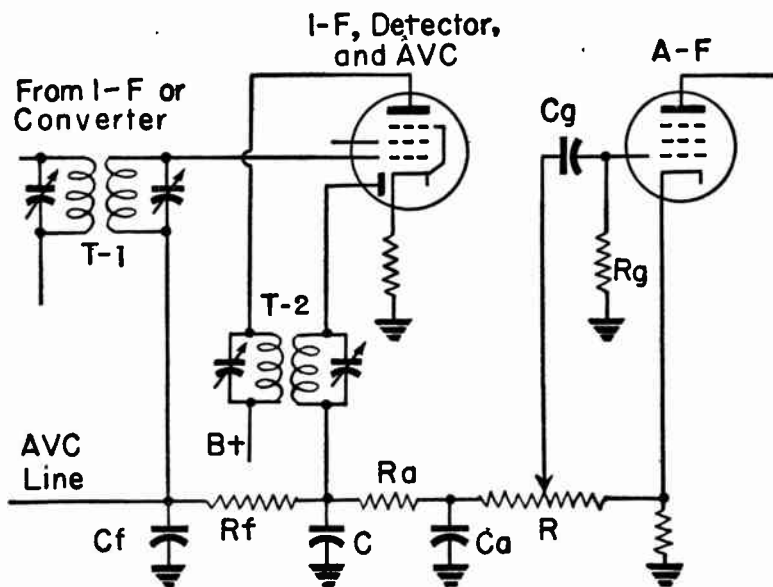 I-F, Detector,
and AVC
A-F
From I-F or
Converter
Cg
T-1
Rg
T-2
B+
AVC
Line
Ra
Rf
R
Cf
C
Ca